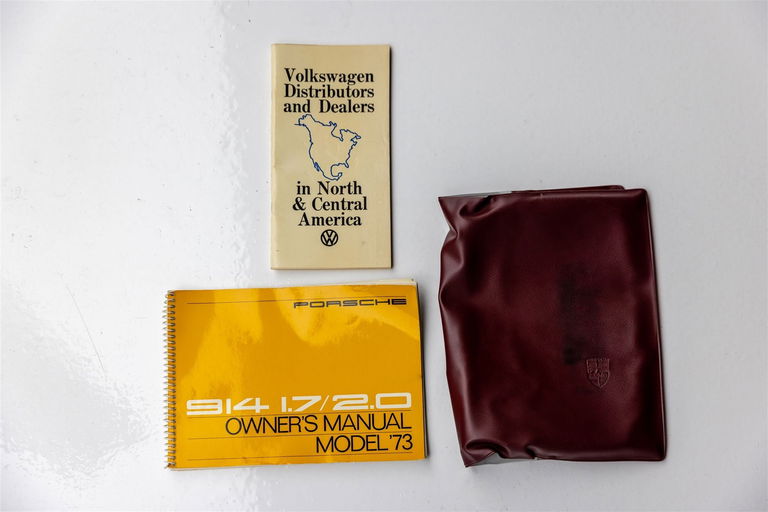 Volkswagen
Distributors
and Dealers
in North
& Central
America
PORSCHE
914 1.7/2.0
OWNER'S MANUAL
MODEL '73